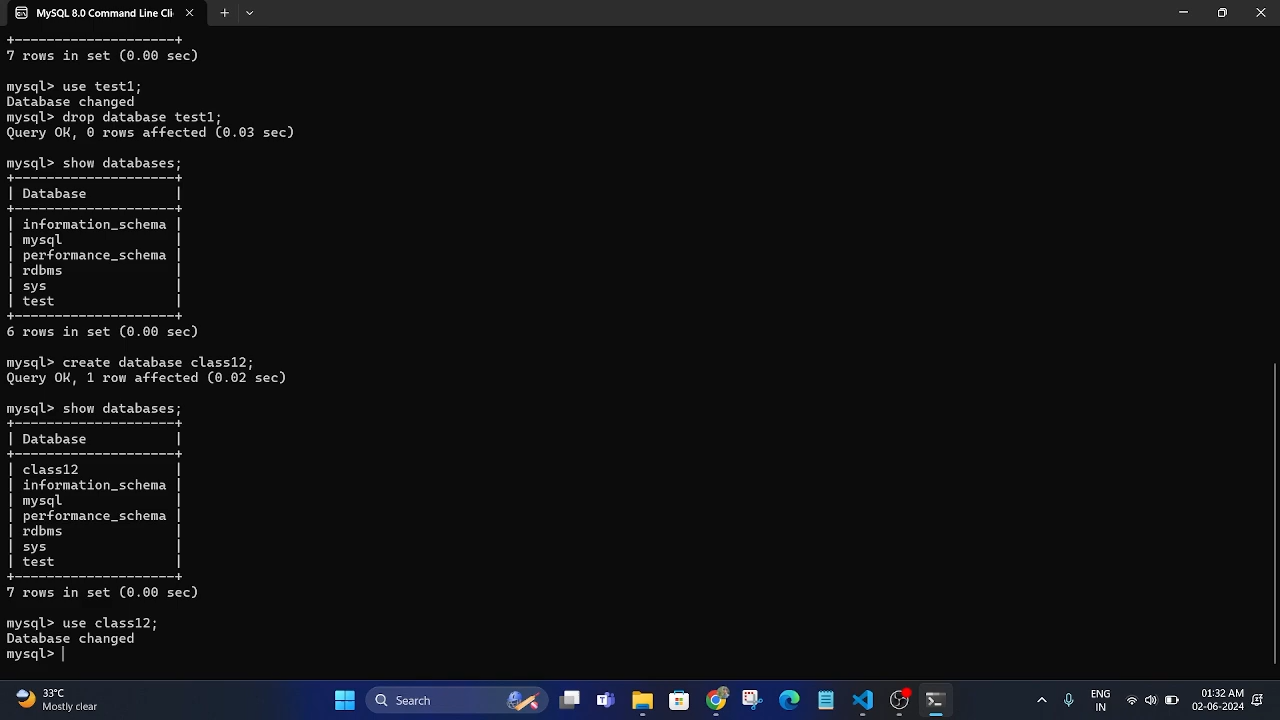 MySQL 8.0 Command Line Cli
+--------------------+
7 rows in set (0.00 sec)
mysql> use test1;
Database changed
mysql> drop database test1;
Query OK, 0 rows affected (0.03 sec)
mysql> show databases;
+--------------------+
| Database           |
+--------------------+
| information_schema |
| mysql              |
| performance_schema |
| rdbms              |
| sys                |
| test               |
+--------------------+
6 rows in set (0.00 sec)
mysql> create database class12;
Query OK, 1 row affected (0.02 sec)
mysql> show databases;
+--------------------+
| Database           |
+--------------------+
| class12            |
| information_schema |
| mysql              |
| performance_schema |
| rdbms              |
| sys                |
| test               |
+--------------------+
7 rows in set (0.00 sec)
mysql> use class12;
Database changed
mysql>
33°C
Mostly clear
Search
ENG
IN
01:32 AM
02-06-2024